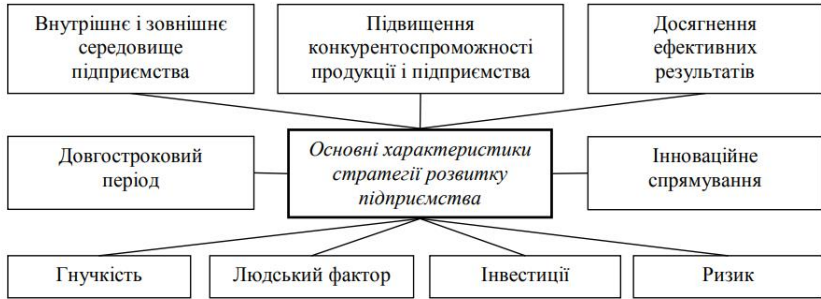 Внутрішнє і зовнішнє
середовище
підприємства
Підвищення
конкурентоспроможності
продукції і підприємства
Досягнення
ефективних
результатів
Довгостроковий
період
Основні характеристики
стратегії розвитку
підприємства
Інноваційне
спрямування
Гнучкість
Людський фактор
Інвестиції
Ризик